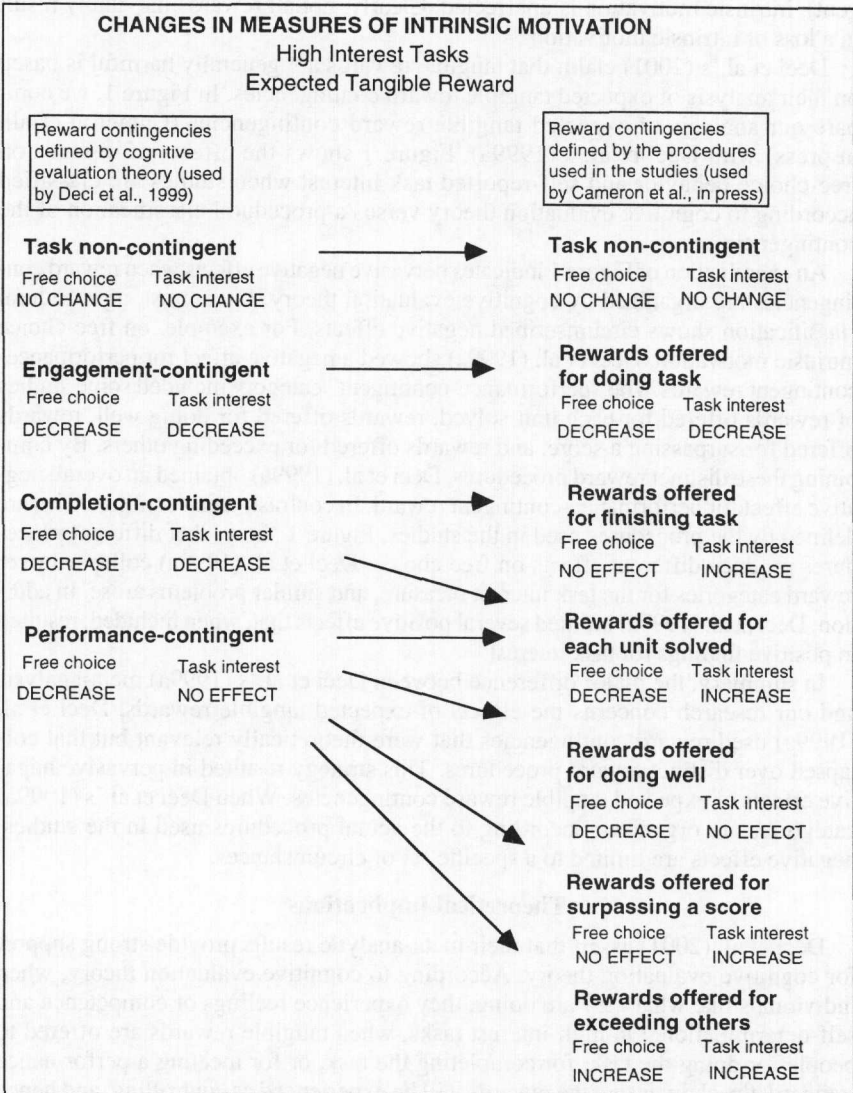 CHANGES IN MEASURES OF INTRINSIC MOTIVATION
High Interest Tasks
Expected Tangible Reward
Reward contingencies
defined by cognitive
evaluation theory (used
by Deci et al., 1999)
Reward contingencies
defined by the procedures
used in the studies (used
by Cameron et al., in press)
Task non-contingent
Task non-contingent
Free choice Task interest
Free choice Task interest
NO CHANGE NO CHANGE
NO CHANGE NO CHANGE
Engagement-contingent
Rewards offered
for doing task
Free choice Task interest
Free choice Task interest
DECREASE DECREASE
DECREASE DECREASE
Completion-contingent
Rewards offered
for finishing task
Free choice Task interest
Free choice Task interest
DECREASE DECREASE
NO EFFECT INCREASE
Performance-contingent
Rewards offered for
each unit solved
Free choice Task interest
Free choice Task interest
DECREASE NO EFFECT
DECREASE INCREASE
Rewards offered
for doing well
Free choice Task interest
DECREASE NO EFFECT
Rewards offered for
surpassing a score
Free choice Task interest
NO EFFECT INCREASE
Rewards offered for
exceeding others
Free choice Task interest
INCREASE INCREASE